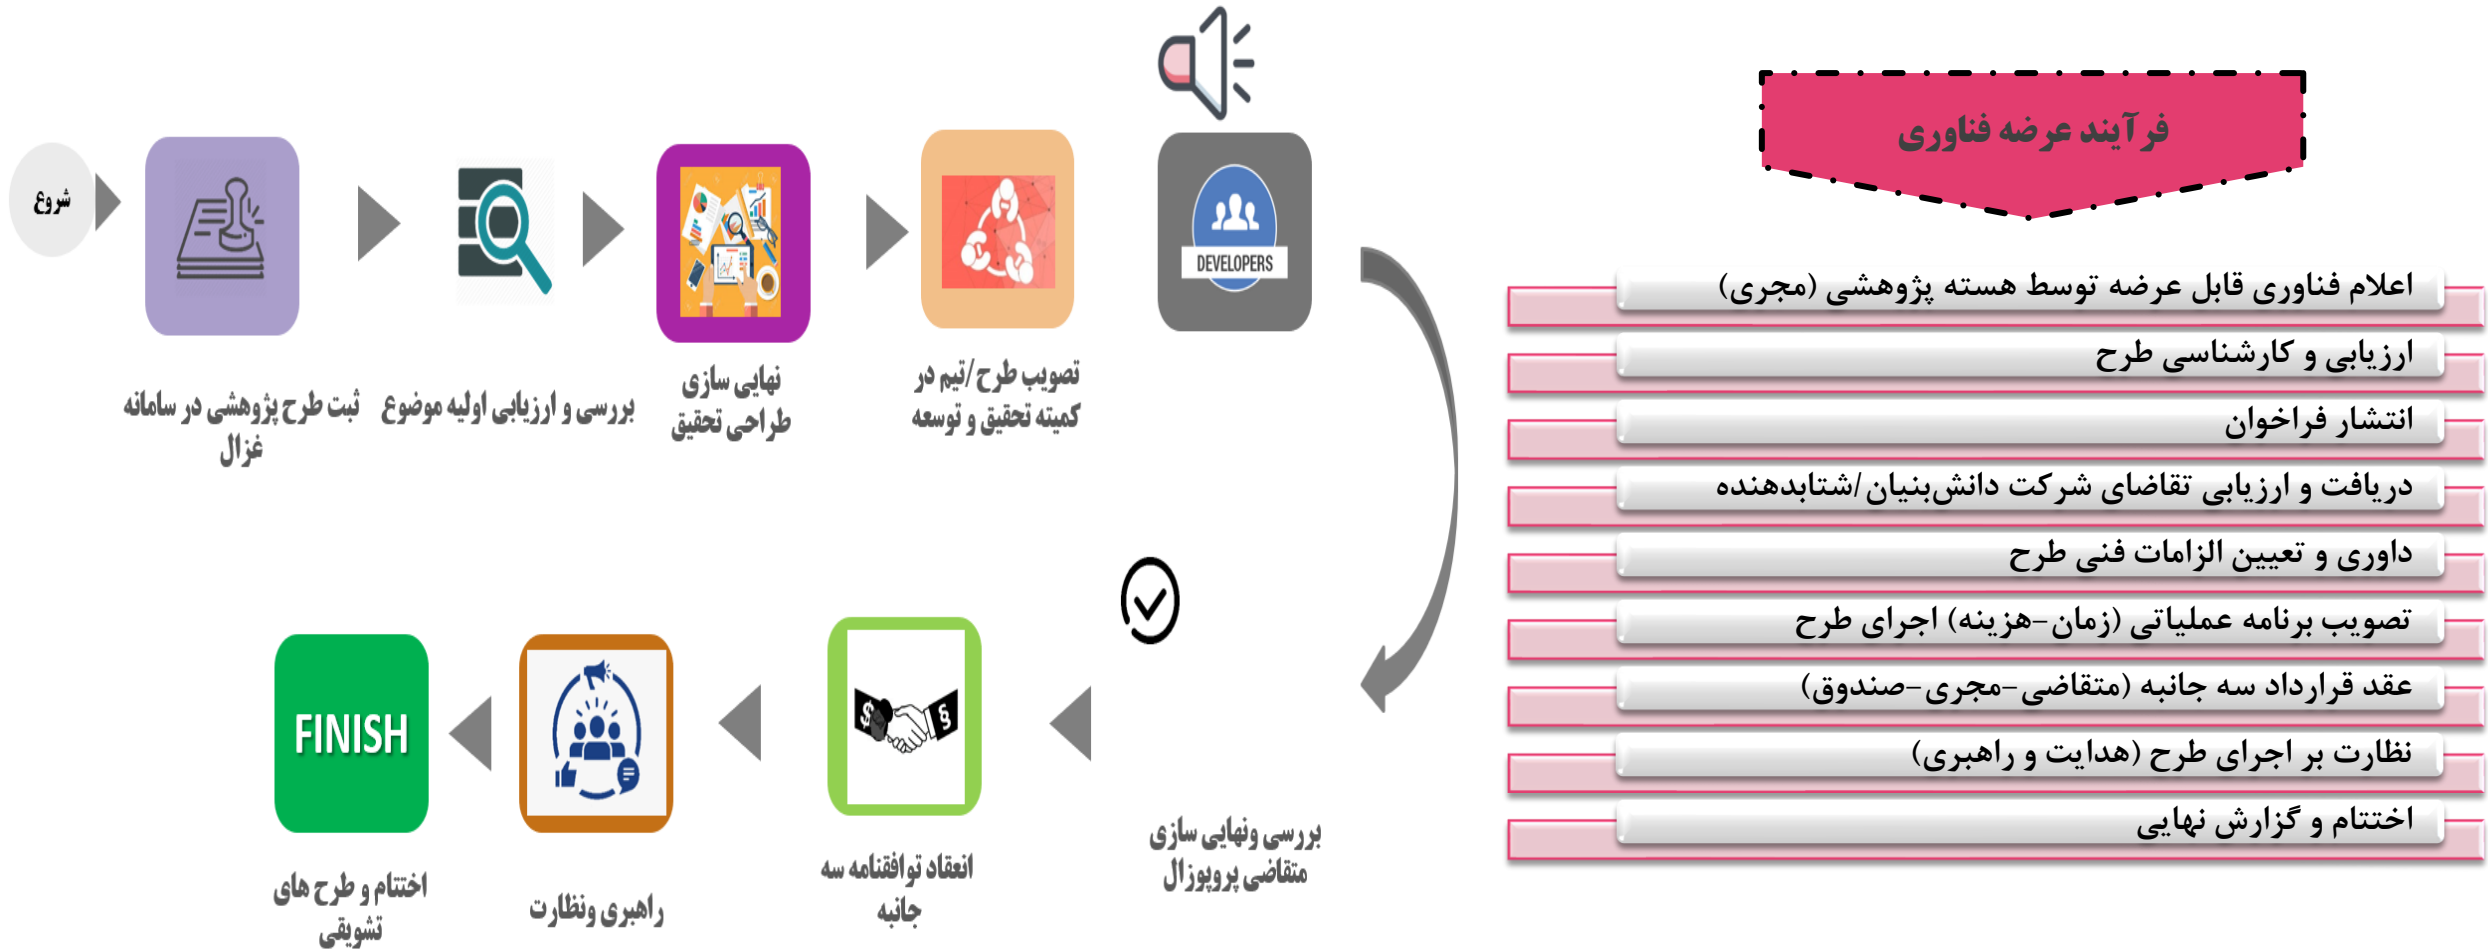 فرآیند عرضه فناوری
اعلام فناوری قابل عرضه توسط هسته پژوهشی (مجری)
ارزیابی و کارشناسی طرح
انتشار فراخوان
دریافت و ارزیابی تقاضای شرکت دانش‌بنیان/شتابدهنده
داوری و تعیین الزامات فنی طرح
تصویب برنامه عملیاتی (زمان-هزینه) اجرای طرح
عقد قرارداد سه جانبه (متقاضی-مجری-صندوق)
نظارت بر اجرای طرح (هدایت و راهبری)
اختتام و گزارش نهایی
شروع
ثبت طرح پژوهشی در سامانه
غزال
بررسی و ارزیابی اولیه موضوع
نهایی سازی
طراحی تحقیق
تصویب طرح/تیم در
کمیته تحقیق و توسعه
DEVELOPERS
بررسی ونهایی سازی
متقاضی پروپوزال
انعقاد توافقنامه سه
جانبه
راهبری ونظارت
FINISH
اختتام و طرح های
تشویقی